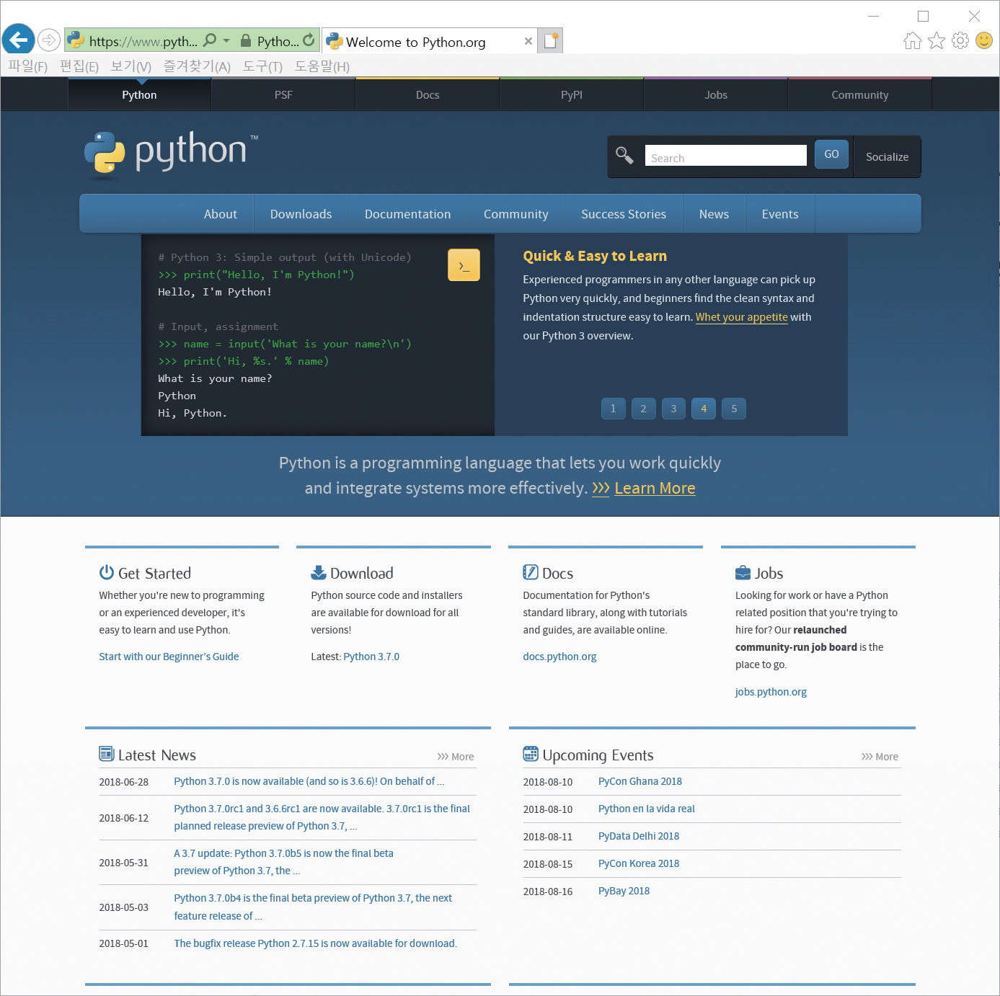 https://www.pyth...
Pytho...
Welcome to Python.org
파일(F) 편집(E) 보기(V) 즐겨찾기(A) 도구(T) 도움말(H)
Python PSF Docs PyPI Jobs Community
python™
Search
GO
Socialize
About Downloads Documentation Community Success Stories News Events
# Python 3: Simple output (with Unicode)
>>> print("Hello, I'm Python!")
Hello, I'm Python!
# Input, assignment
>>> name = input('What is your name?\n')
>>> print('Hi, %s.' % name)
What is your name?
Python
Hi, Python.
>_
Quick & Easy to Learn
Experienced programmers in any other language can pick up
Python very quickly, and beginners find the clean syntax and
indentation structure easy to learn. Whet your appetite with
our Python 3 overview.
1 2 3 4 5
Python is a programming language that lets you work quickly
and integrate systems more effectively. >>> Learn More
Get Started
Whether you're new to programming
or an experienced developer, it's
easy to learn and use Python.
Start with our Beginner’s Guide
Download
Python source code and installers
are available for download for all
versions!
Latest: Python 3.7.0
Docs
Documentation for Python's
standard library, along with tutorials
and guides, are available online.
docs.python.org
Jobs
Looking for work or have a Python
related position that you're trying to
hire for? Our relaunched
community-run job board is the
place to go.
jobs.python.org
Latest News
>>> More
2018-06-28 Python 3.7.0 is now available (and so is 3.6.6)! On behalf of ...
2018-06-12 Python 3.7.0rc1 and 3.6.6rc1 are now available. 3.7.0rc1 is the final
planned release preview of Python 3.7, ...
2018-05-31 A 3.7 update: Python 3.7.0b5 is now the final beta
preview of Python 3.7, the ...
2018-05-03 Python 3.7.0b4 is the final beta preview of Python 3.7, the next
feature release of ...
2018-05-01 The bugfix release Python 2.7.15 is now available for download.
Upcoming Events
>>> More
2018-08-10 PyCon Ghana 2018
2018-08-10 Python en la vida real
2018-08-11 PyData Delhi 2018
2018-08-15 PyCon Korea 2018
2018-08-16 PyBay 2018